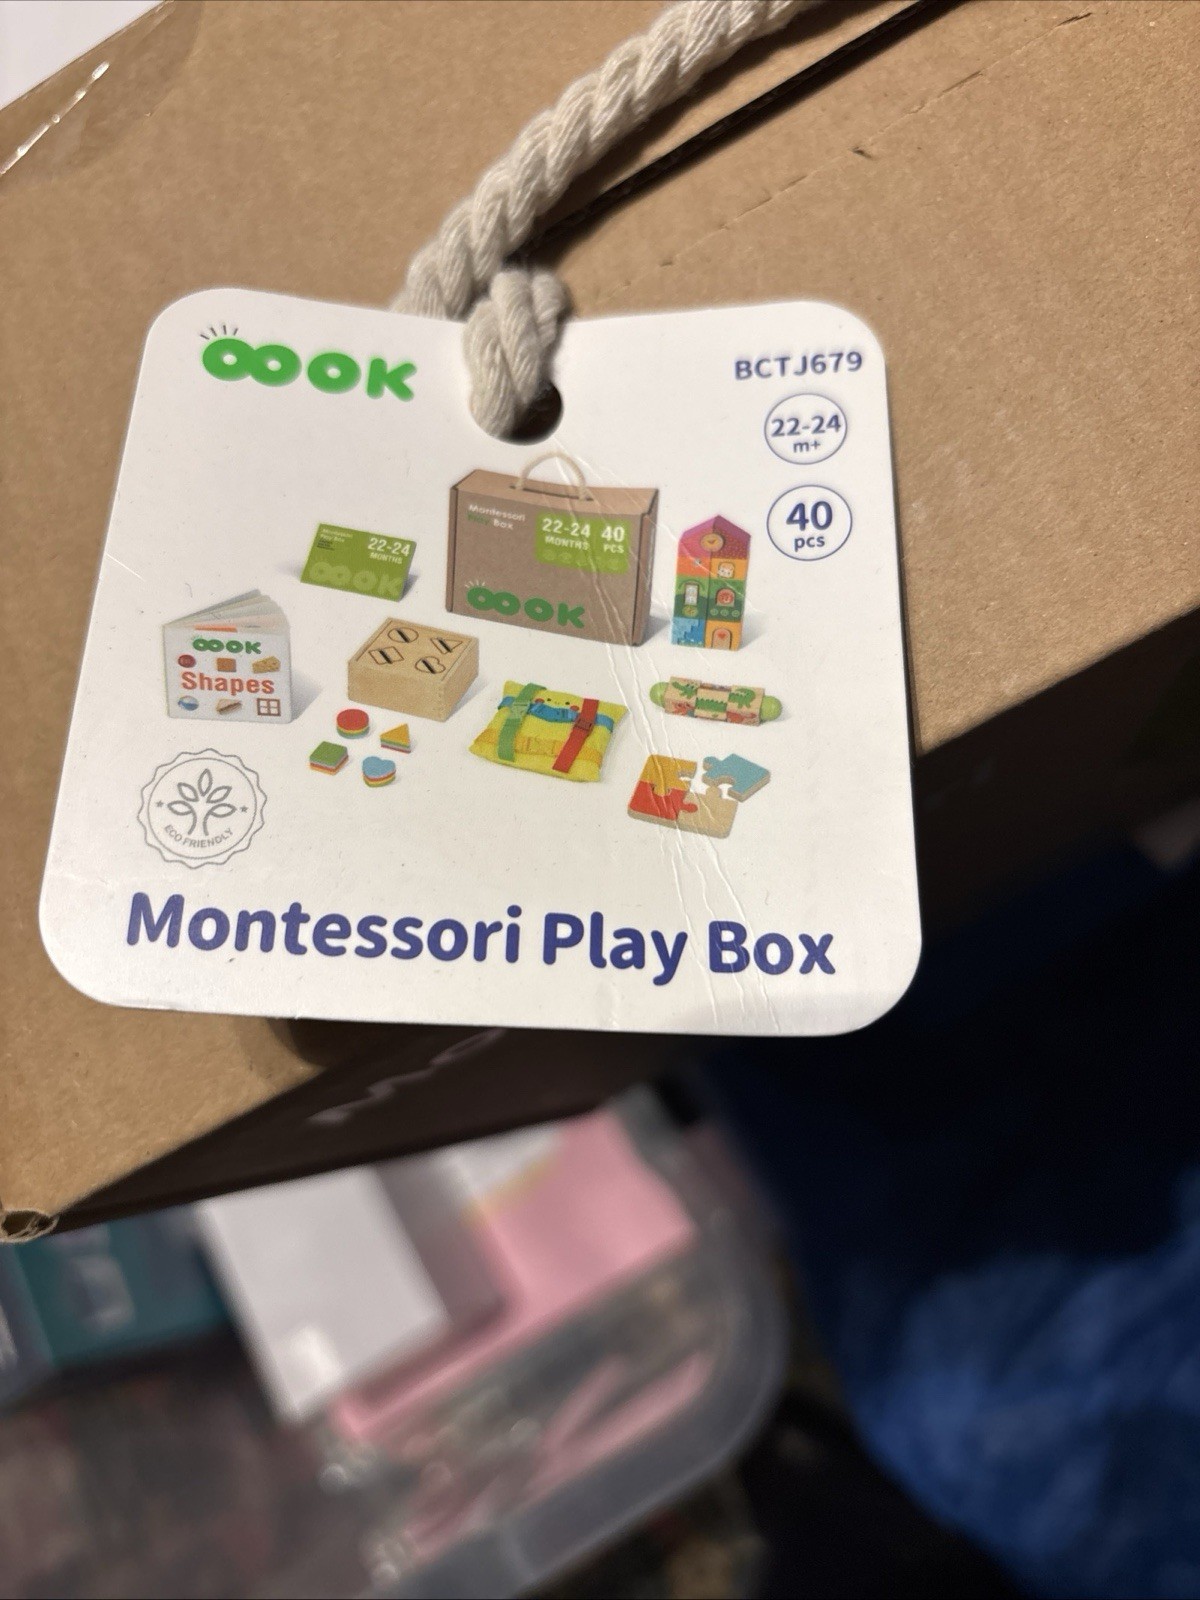 OOOK
BCTJ679
22-24
m+
40
pcs
Montessori
Play Box
22-24
MONTHS
40
PCS
OOOK
22-24
MONTHS
OOOK
OOOK
Shapes
ECO FRIENDLY
Montessori Play Box